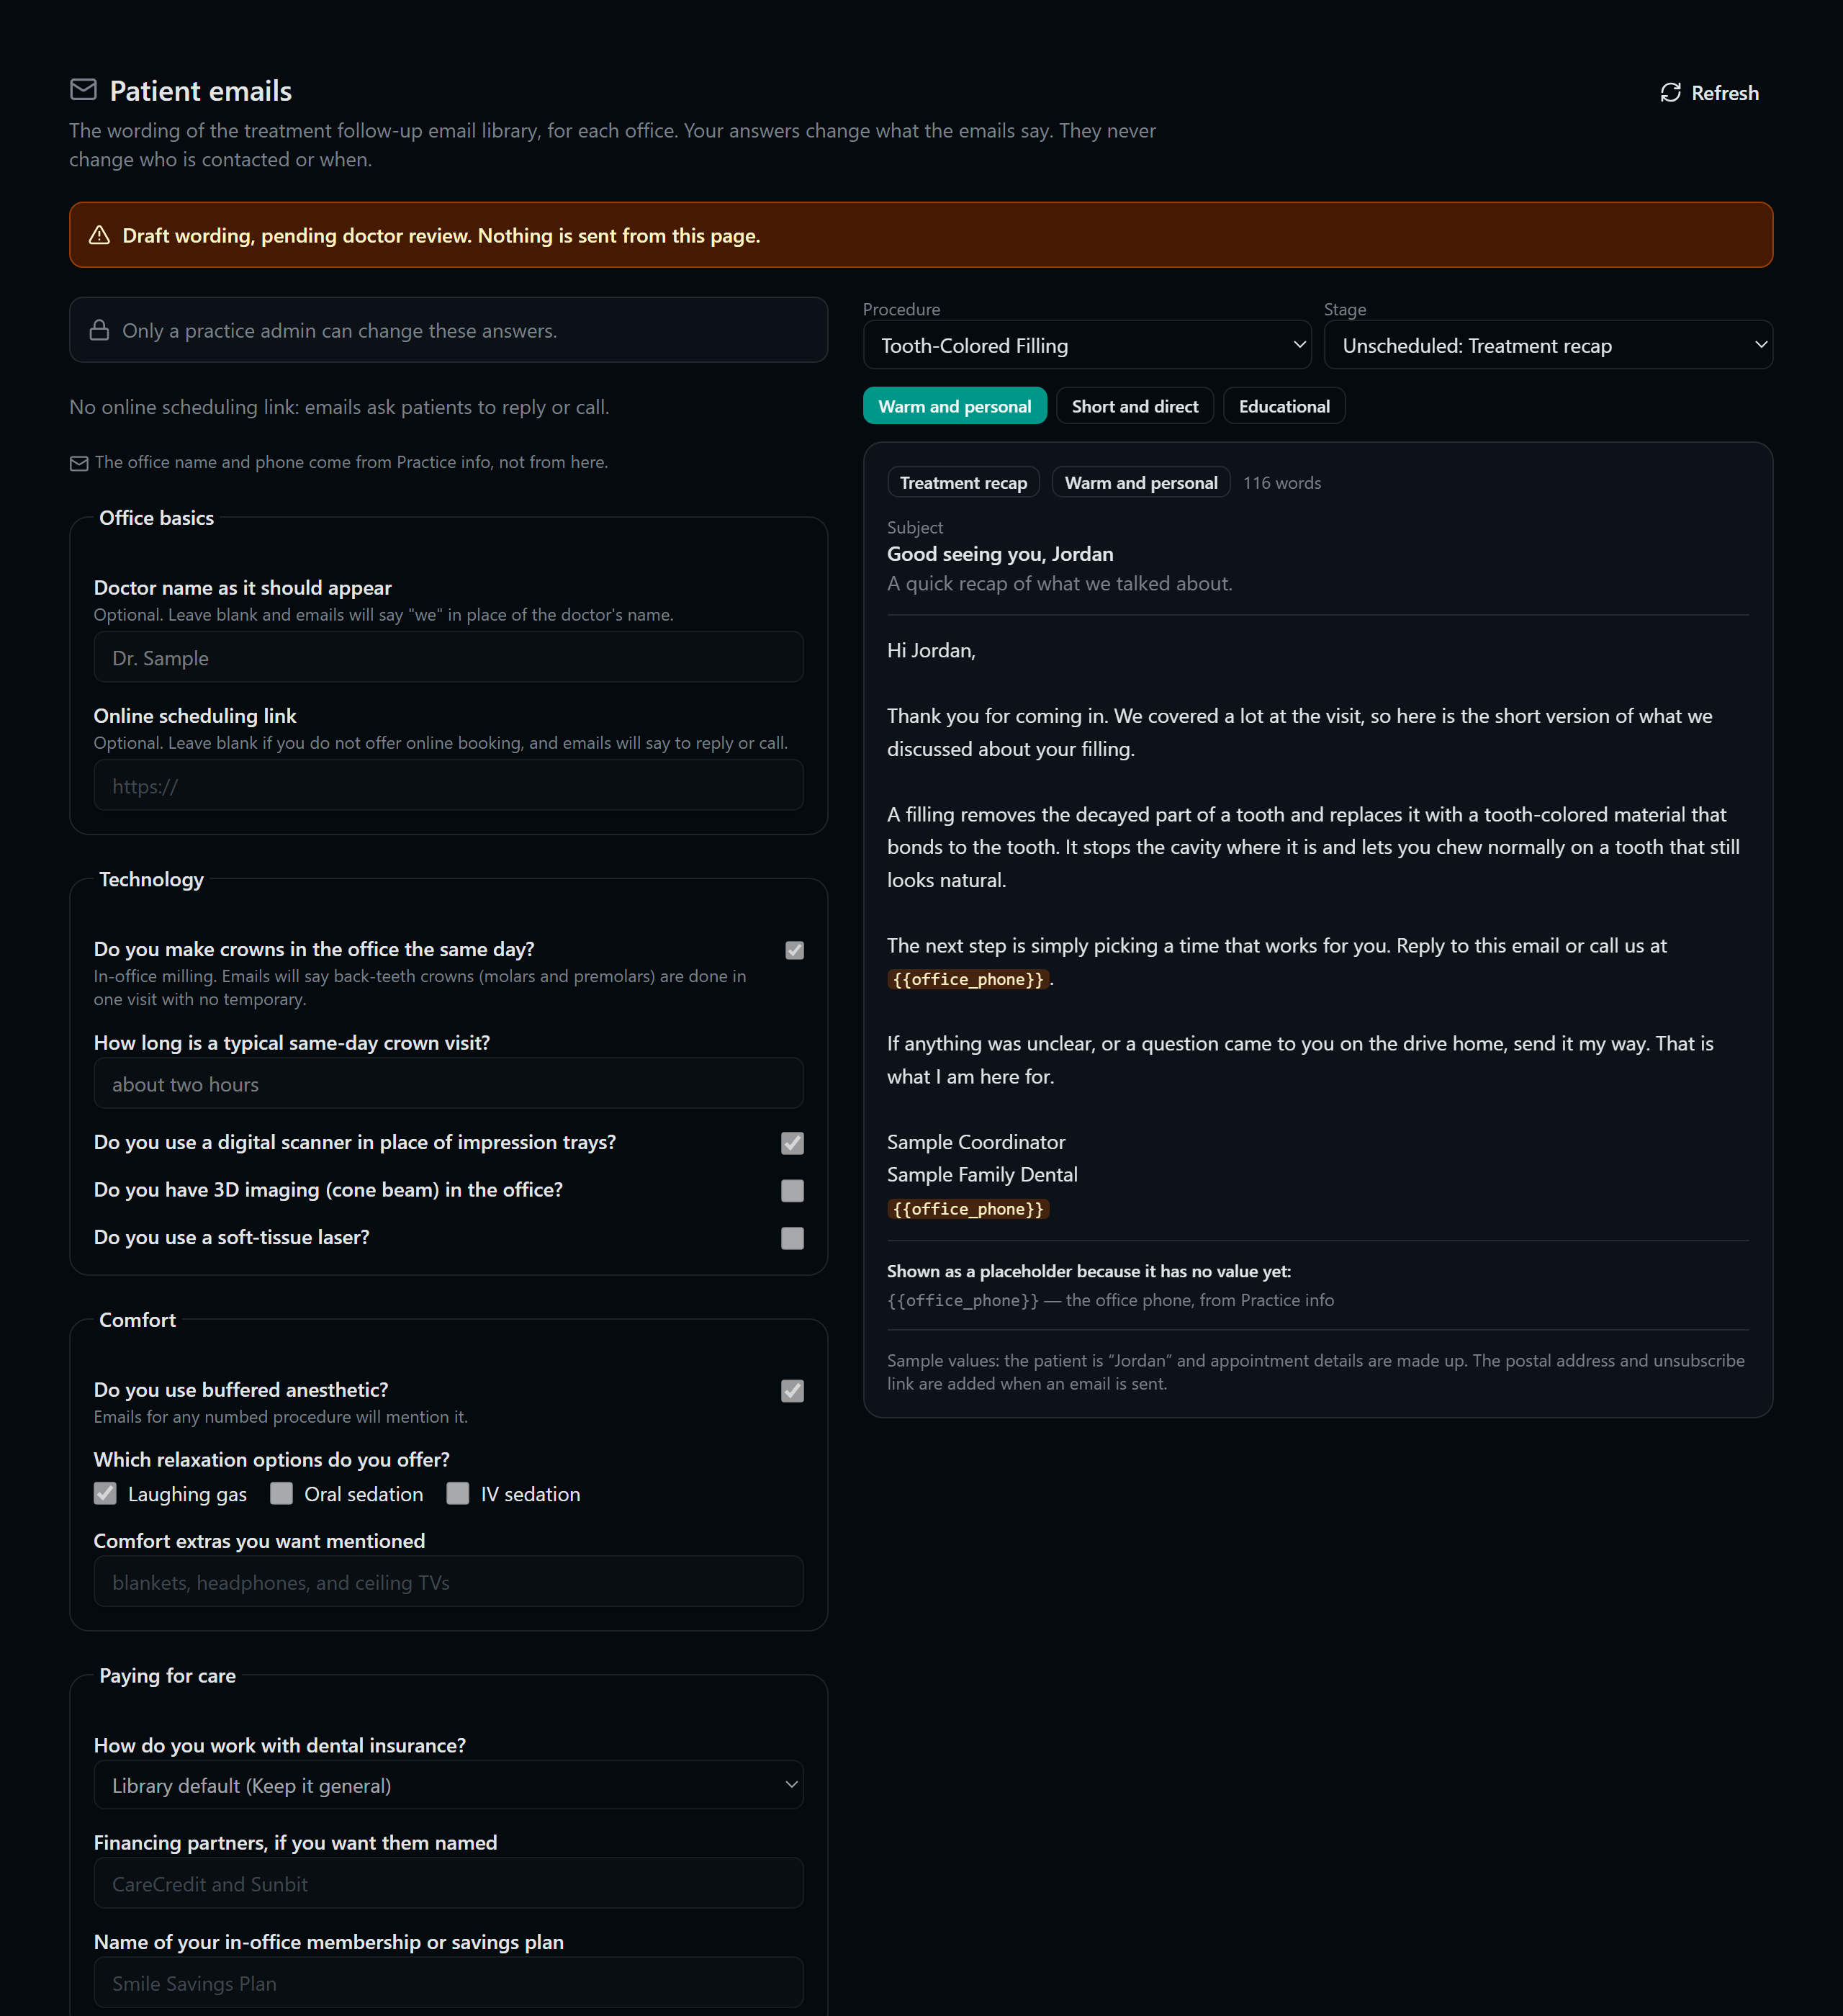 Patient emails
Refresh
The wording of the treatment follow-up email library, for each office. Your answers change what the emails say. They never
change who is contacted or when.
Draft wording, pending doctor review. Nothing is sent from this page.
Only a practice admin can change these answers.
No online scheduling link: emails ask patients to reply or call.
The office name and phone come from Practice info, not from here.
Office basics
Doctor name as it should appear
Optional. Leave blank and emails will say "we" in place of the doctor's name.
Dr. Sample
Online scheduling link
Optional. Leave blank if you do not offer online booking, and emails will say to reply or call.
https://
Technology
Do you make crowns in the office the same day?
In-office milling. Emails will say back-teeth crowns (molars and premolars) are done in
one visit with no temporary.
How long is a typical same-day crown visit?
about two hours
Do you use a digital scanner in place of impression trays?
Do you have 3D imaging (cone beam) in the office?
Do you use a soft-tissue laser?
Comfort
Do you use buffered anesthetic?
Emails for any numbed procedure will mention it.
Which relaxation options do you offer?
Laughing gas Oral sedation IV sedation
Comfort extras you want mentioned
blankets, headphones, and ceiling TVs
Paying for care
How do you work with dental insurance?
Library default (Keep it general)
Financing partners, if you want them named
CareCredit and Sunbit
Name of your in-office membership or savings plan
Smile Savings Plan
Procedure
Tooth-Colored Filling
Stage
Unscheduled: Treatment recap
Warm and personal Short and direct Educational
Treatment recap Warm and personal 116 words
Subject
Good seeing you, Jordan
A quick recap of what we talked about.
Hi Jordan,
Thank you for coming in. We covered a lot at the visit, so here is the short version of what we
discussed about your filling.
A filling removes the decayed part of a tooth and replaces it with a tooth-colored material that
bonds to the tooth. It stops the cavity where it is and lets you chew normally on a tooth that still
looks natural.
The next step is simply picking a time that works for you. Reply to this email or call us at
{{office_phone}}.
If anything was unclear, or a question came to you on the drive home, send it my way. That is
what I am here for.
Sample Coordinator
Sample Family Dental
{{office_phone}}
Shown as a placeholder because it has no value yet:
{{office_phone}} — the office phone, from Practice info
Sample values: the patient is “Jordan” and appointment details are made up. The postal address and unsubscribe
link are added when an email is sent.